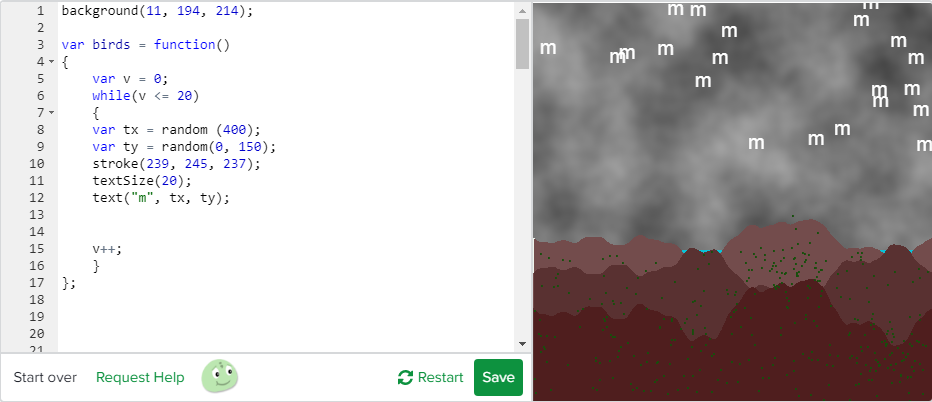 1 background(11, 194, 214);
2
3 var birds = function()
4 {
5 var v = 0;
6 while(v <= 20)
7 {
8 var tx = random (400);
9 var ty = random(0, 150);
10 stroke(239, 245, 237);
11 textSize(20);
12 text("m", tx, ty);
13
14
15 v++;
16 }
17 };
18
19
20
21
Start over Request Help Restart Save
m m m
m
m
m
m m m m m m
m
m m m
m
m
m
m m m